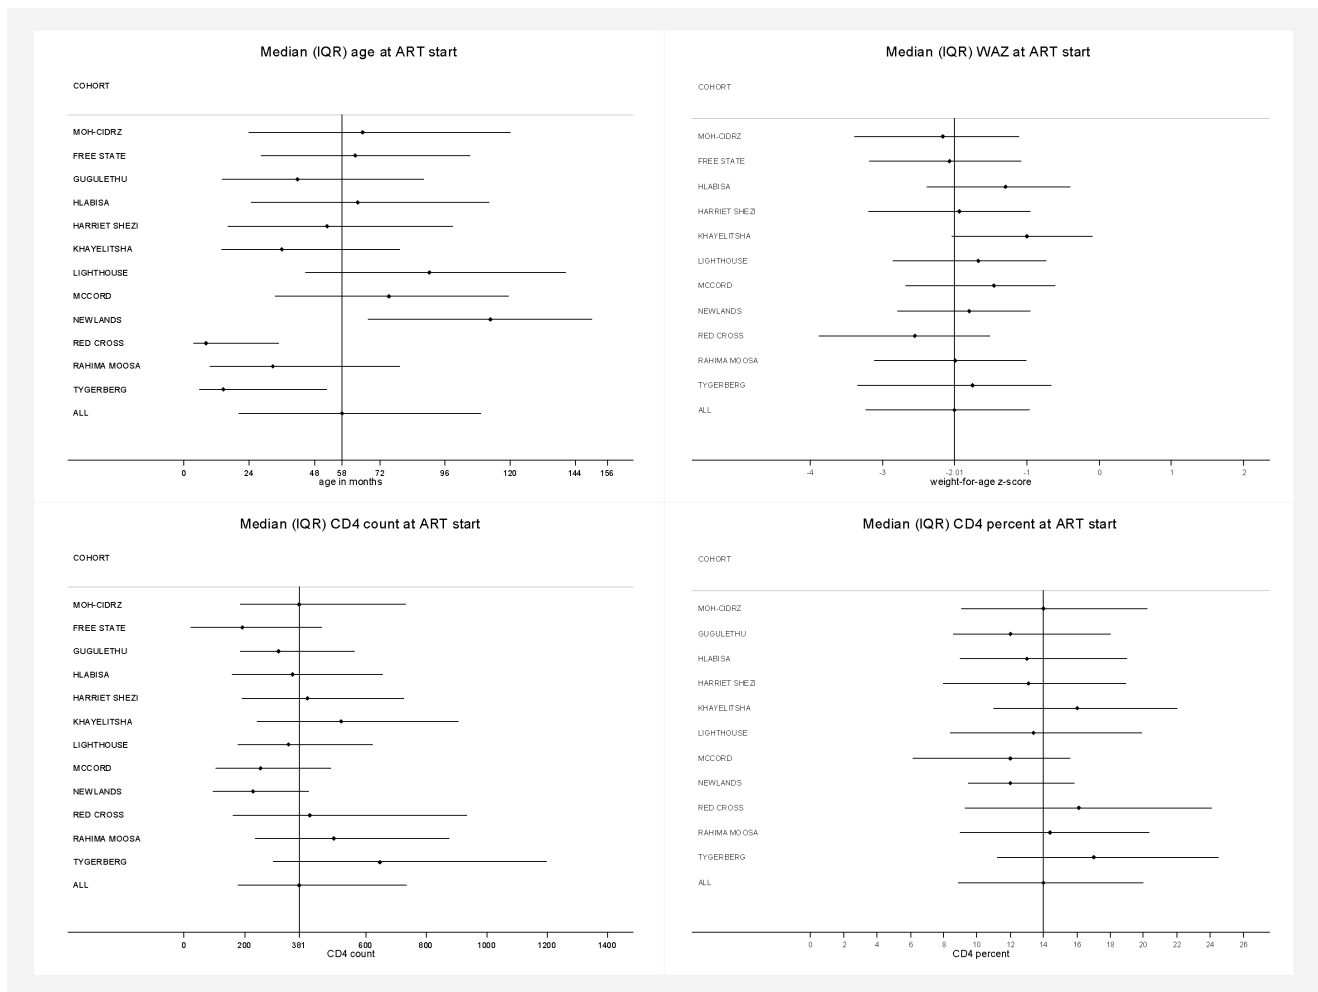 Median (IQR) age at ART start
COHORT
MOH-CIDRZ
FREE STATE
GUGULETHU
HLABISA
HARRIET SHEZI
KHAYELITSHA
LIGHTHOUSE
MCCORD
NEWLANDS
RED CROSS
RAHIMA MOOSA
TYGERBERG
ALL
0 24 48 58 72 96 120 144 156
age in months
Median (IQR) WAZ at ART start
COHORT
MOH-CIDRZ
FREE STATE
HLABISA
HARRIET SHEZI
KHAYELITSHA
LIGHTHOUSE
MCCORD
NEWLANDS
RED CROSS
RAHIMA MOOSA
TYGERBERG
ALL
-4 -3 -2.01 -1 0 1 2
weight-for-age z-score
Median (IQR) CD4 count at ART start
COHORT
MOH-CIDRZ
FREE STATE
GUGULETHU
HLABISA
HARRIET SHEZI
KHAYELITSHA
LIGHTHOUSE
MCCORD
NEWLANDS
RED CROSS
RAHIMA MOOSA
TYGERBERG
ALL
0 200 381 600 800 1000 1200 1400
CD4 count
Median (IQR) CD4 percent at ART start
COHORT
MOH-CIDRZ
GUGULETHU
HLABISA
HARRIET SHEZI
KHAYELITSHA
LIGHTHOUSE
MCCORD
NEWLANDS
RED CROSS
RAHIMA MOOSA
TYGERBERG
ALL
0 2 4 6 8 10 12 14 16 18 20 22 24 26
CD4 percent